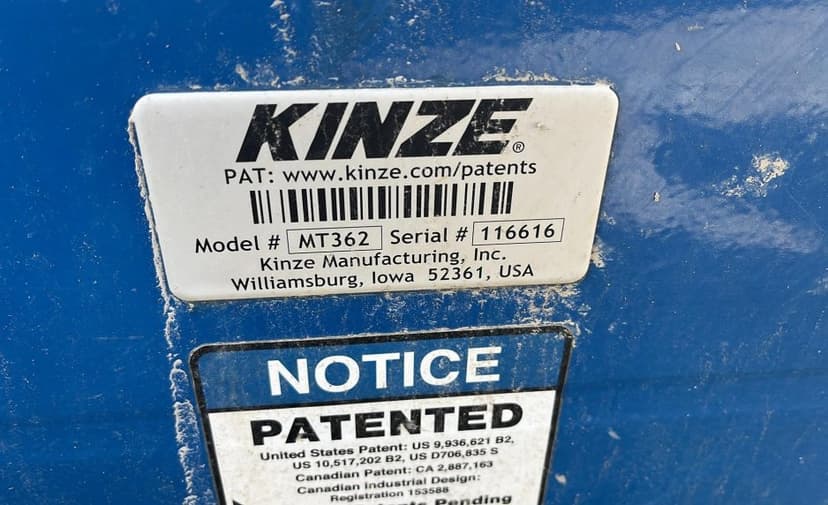 KINZE®
PAT: www.kinze.com/patents
Model # MT362 Serial # 116616
Kinze Manufacturing, Inc.
Williamsburg, Iowa 52361, USA
NOTICE
PATENTED
United States Patent: US 9,936,621 B2,
US 10,517,202 B2, US D706,835 S
Canadian Patent: CA 2,887,163
Canadian Industrial Design:
Registration 153588
Pending